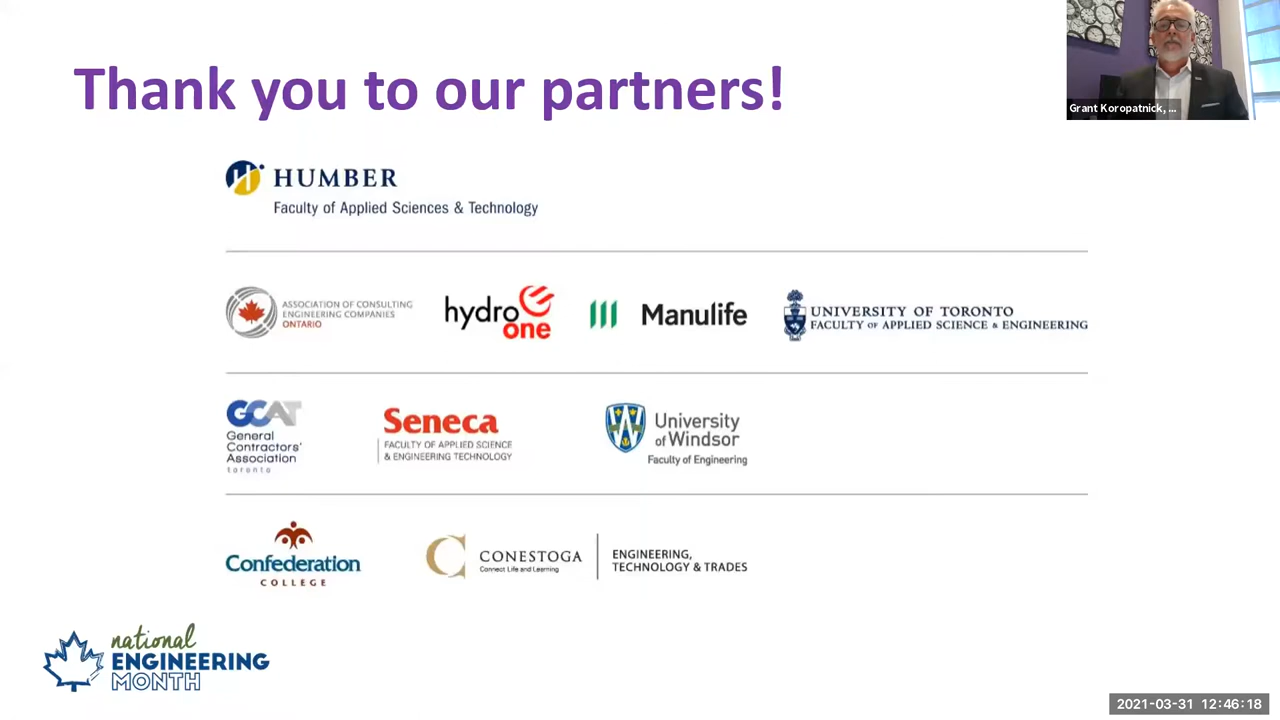 Thank you to our partners!
Grant Koropatnick, ...
HUMBER
Faculty of Applied Sciences & Technology
ASSOCIATION OF CONSULTING
ENGINEERING COMPANIES
ONTARIO
hydro
one
Manulife
UNIVERSITY OF TORONTO
FACULTY OF APPLIED SCIENCE & ENGINEERING
GCAT
General
Contractors'
Association
toronto
Seneca
FACULTY OF APPLIED SCIENCE
& ENGINEERING TECHNOLOGY
University
of Windsor
Faculty of Engineering
Confederation
COLLEGE
CONESTOGA
Connect Life and Learning
ENGINEERING,
TECHNOLOGY & TRADES
national
ENGINEERING
MONTH
2021-03-31 12:46:18